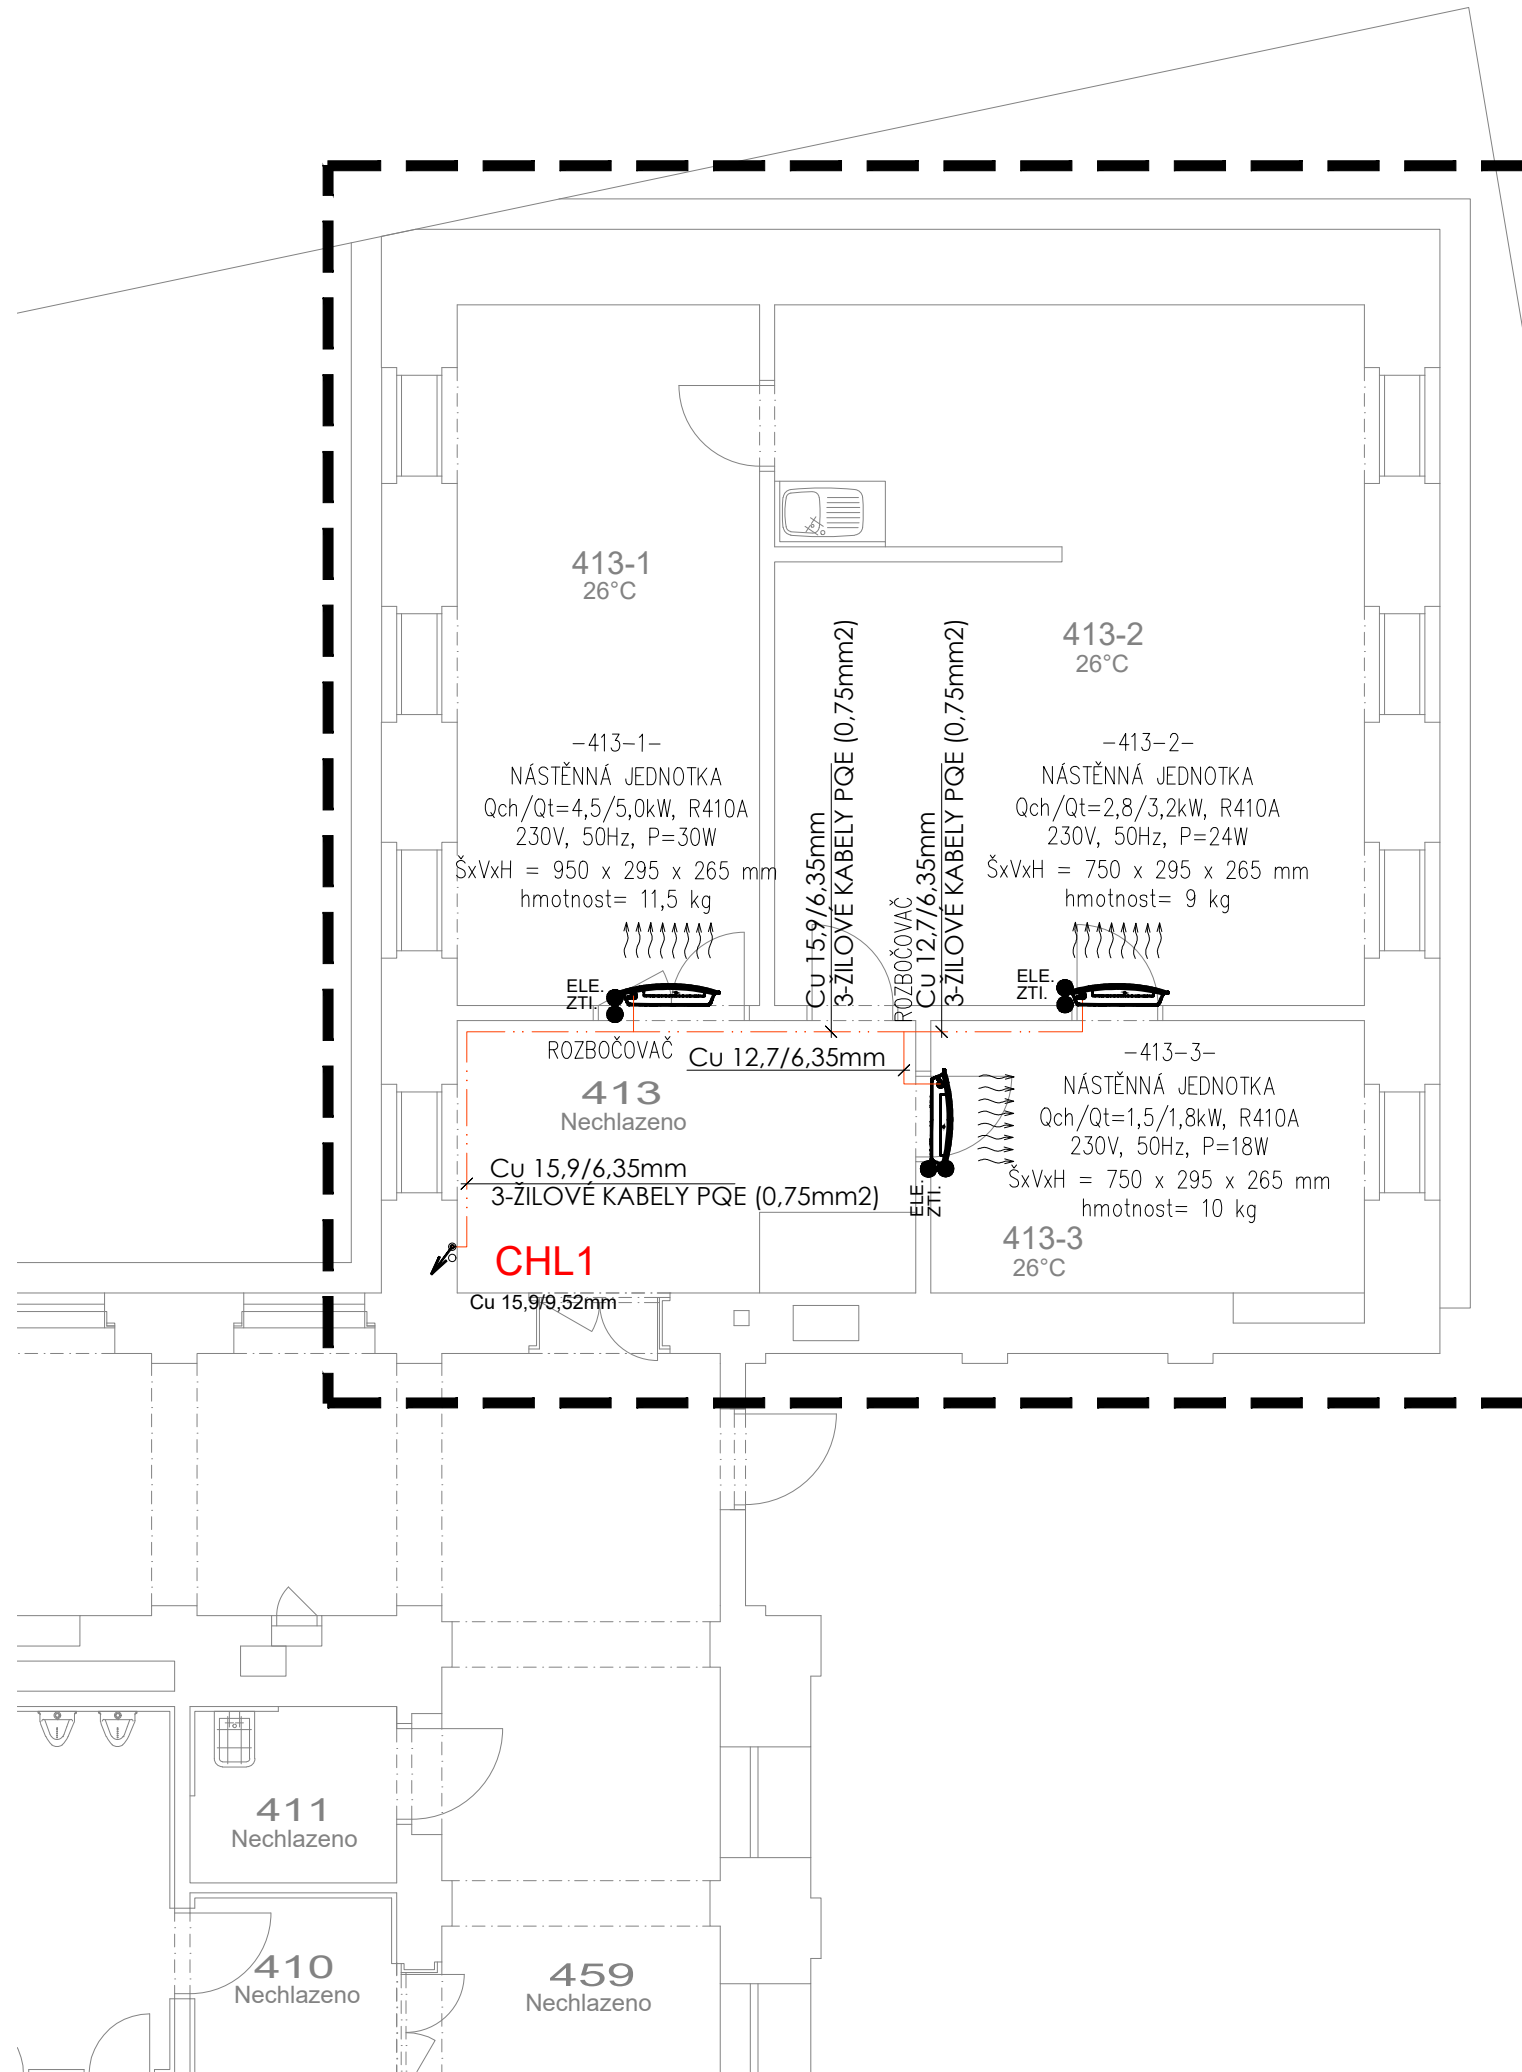 413-1
26°C
413-2
26°C
-413-1-
NÁSTĚNNÁ JEDNOTKA
Qch/Qt=4,5/5,0kW, R410A
230V, 50Hz, P=30W
ŠxVxH = 950 x 295 x 265 mm
hmotnost= 11,5 kg
Cu 15,9/6,35mm
3-ŽILOVÉ KABELY PQE (0,75mm2)
ROZBOČOVAČ
Cu 12,7/6,35mm
3-ŽILOVÉ KABELY PQE (0,75mm2)
-413-2-
NÁSTĚNNÁ JEDNOTKA
Qch/Qt=2,8/3,2kW, R410A
230V, 50Hz, P=24W
ŠxVxH = 750 x 295 x 265 mm
hmotnost= 9 kg
ELE.
ZTI.
ELE.
ZTI.
ROZBOČOVAČ
Cu 12,7/6,35mm
413
Nechlazeno
-413-3-
NÁSTĚNNÁ JEDNOTKA
Qch/Qt=1,5/1,8kW, R410A
230V, 50Hz, P=18W
ŠxVxH = 750 x 295 x 265 mm
hmotnost= 10 kg
ELE.
ZTI.
Cu 15,9/6,35mm
3-ŽILOVÉ KABELY PQE (0,75mm2)
413-3
26°C
CHL1
Cu 15,9/9,52mm
411
Nechlazeno
410
Nechlazeno
459
Nechlazeno